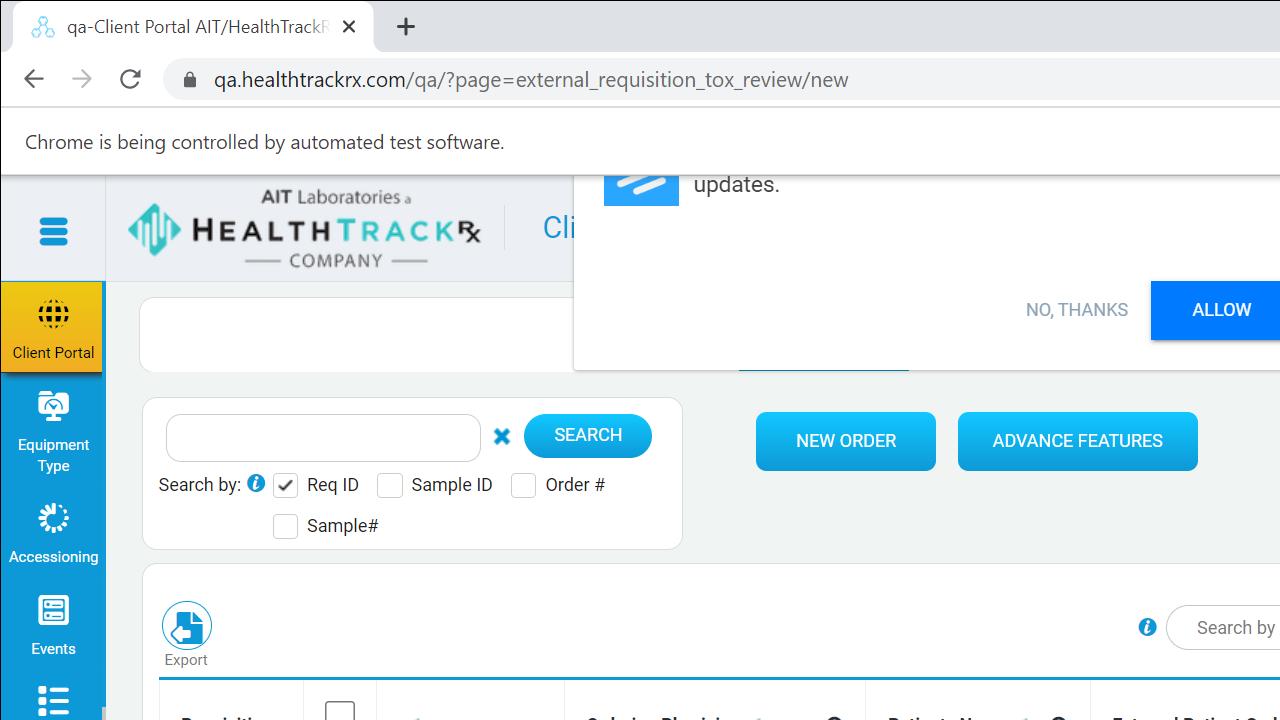 qa-Client Portal AIT/HealthTrackR
qa.healthtrackrx.com/qa/?page=external_requisition_tox_review/new
Chrome is being controlled by automated test software.
updates.
AIT Laboratories a
HEALTHTRACKRx
COMPANY
Cli
NO, THANKS
ALLOW
Client Portal
SEARCH
NEW ORDER
ADVANCE FEATURES
Equipment
Type
Search by:
Req ID
Sample ID
Order #
Sample#
Accessioning
Events
Export
Search by